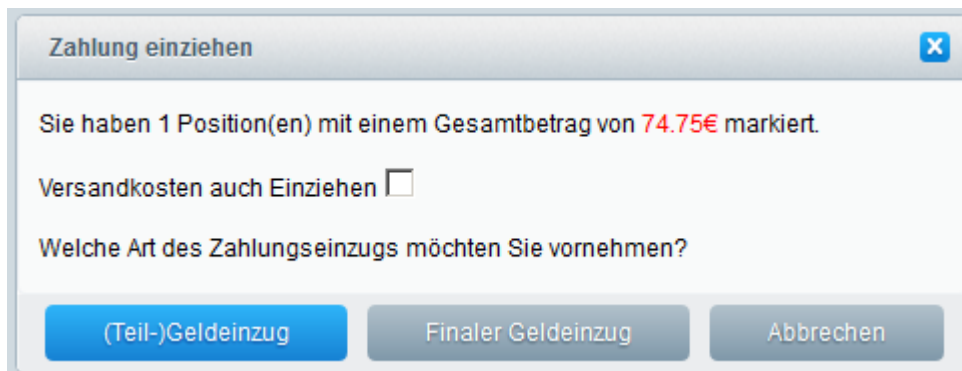 Zahlung einziehen
Sie haben 1 Position(en) mit einem Gesamtbetrag von 74.75€ markiert.
Versandkosten auch Einziehen
Welche Art des Zahlungseinzugs möchten Sie vornehmen?
(Teil-)Geldeinzug Finaler Geldeinzug Abbrechen